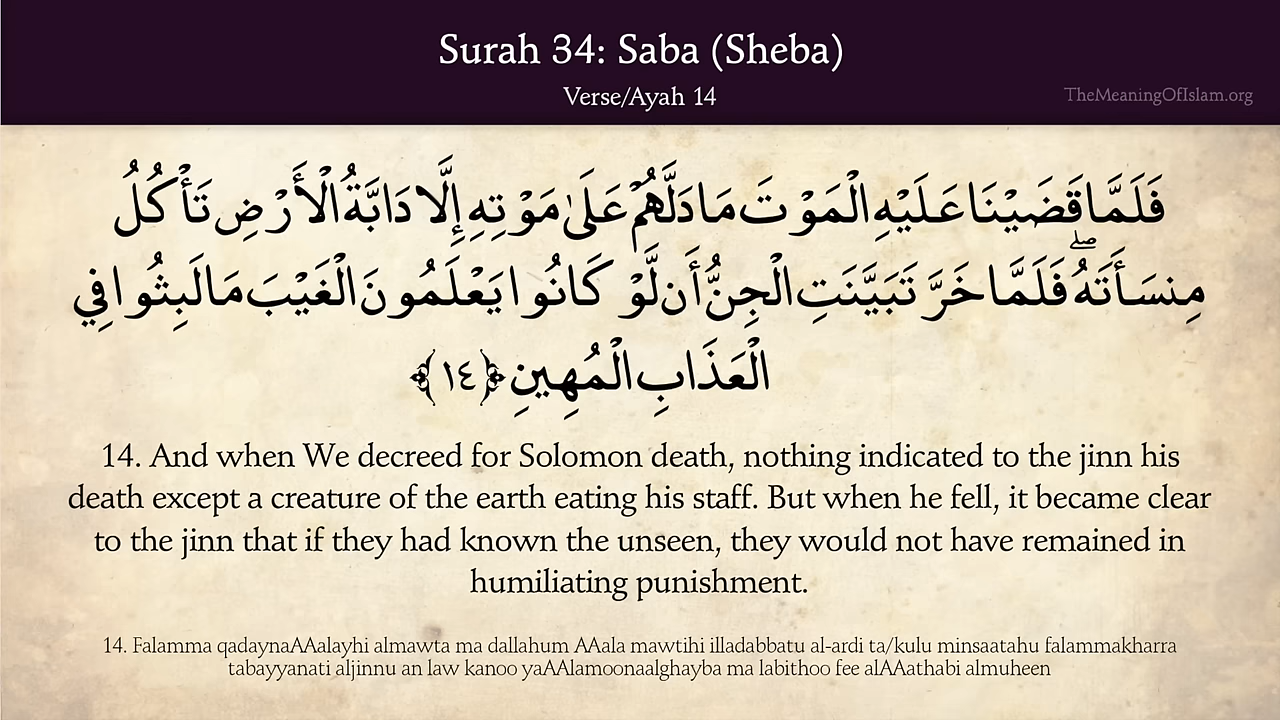 Surah 34: Saba (Sheba)
Verse/Ayah 14
TheMeaningOfIslam.org
فَلَمَّا قَضَيْنَا عَلَيْهِ الْمَوْتَ مَا دَلَّهُمْ عَلَىٰ مَوْتِهِ إِلَّا دَابَّةُ الْأَرْضِ تَأْكُلُ
مِنسَأَتَهُ ۖ فَلَمَّا خَرَّ تَبَيَّنَتِ الْجِنُّ أَن لَّوْ كَانُوا يَعْلَمُونَ الْغَيْبَ مَا لَبِثُوا فِي
الْعَذَابِ الْمُهِينِ ﴿١٤﴾
14. And when We decreed for Solomon death, nothing indicated to the jinn his
death except a creature of the earth eating his staff. But when he fell, it became clear
to the jinn that if they had known the unseen, they would not have remained in
humiliating punishment.
14. Falamma qadaynaAAalayhi almawta ma dallahum AAala mawtihi illadabbatu al-ardi ta/kulu minsaatahu falammakharra
tabayyanati aljinnu an law kanoo yaAAlamoonaalghayba ma labithoo fee alAAathabi almuheen